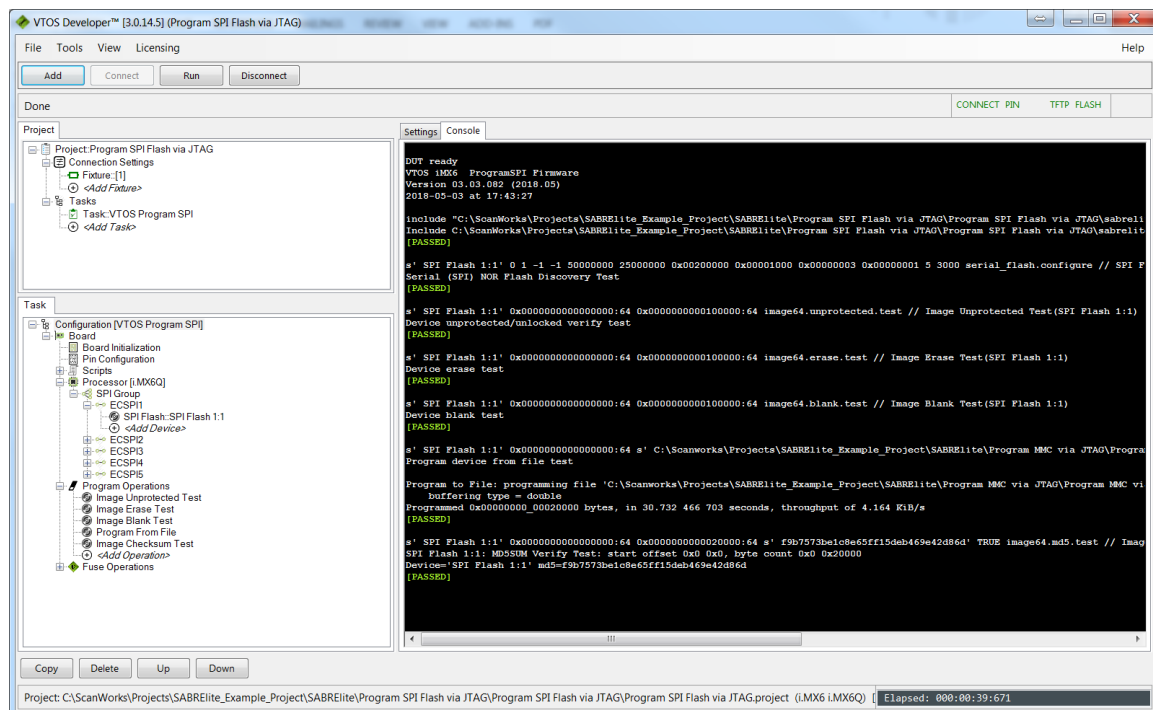 VTOS Developer™ [3.0.14.5] (Program SPI Flash via JTAG)
REVIEW VIEW ADD-INS PDF
File Tools View Licensing Help
Add Connect Run Disconnect
Done CONNECT PIN TFTP FLASH
Project
Project::Program SPI Flash via JTAG
Connection Settings
Fixture::[1]
<Add Fixture>
Tasks
Task::VTOS Program SPI
<Add Task>
Task
Configuration [VTOS Program SPI]
Board
Board Initialization
Pin Configuration
Scripts
Processor [i.MX6Q]
SPI Group
ECSPI1
SPI Flash::SPI Flash 1:1
<Add Device>
ECSPI2
ECSPI3
ECSPI4
ECSPI5
Program Operations
Image Unprotected Test
Image Erase Test
Image Blank Test
Program From File
Image Checksum Test
<Add Operation>
Fuse Operations
Settings Console
DUT ready
VTOS iMX6 ProgramSPI Firmware
Version 03.03.082 (2018.05)
2018-05-03 at 17:43:27
include "C:\ScanWorks\Projects\SABRElite_Example_Project\SABRElite\Program SPI Flash via JTAG\Program SPI Flash via JTAG\sabreli
Include C:\ScanWorks\Projects\SABRElite_Example_Project\SABRElite\Program SPI Flash via JTAG\Program SPI Flash via JTAG\sabrelit
[PASSED]
s' SPI Flash 1:1' 0 1 -1 -1 50000000 25000000 0x00200000 0x00001000 0x00000003 0x00000001 5 3000 serial_flash.configure // SPI F
Serial (SPI) NOR Flash Discovery Test
[PASSED]
s' SPI Flash 1:1' 0x0000000000000000:64 0x0000000000100000:64 image64.unprotected.test // Image Unprotected Test(SPI Flash 1:1)
Device unprotected/unlocked verify test
[PASSED]
s' SPI Flash 1:1' 0x0000000000000000:64 0x0000000000100000:64 image64.erase.test // Image Erase Test(SPI Flash 1:1)
Device erase test
[PASSED]
s' SPI Flash 1:1' 0x0000000000000000:64 0x0000000000100000:64 image64.blank.test // Image Blank Test(SPI Flash 1:1)
Device blank test
[PASSED]
s' SPI Flash 1:1' 0x0000000000000000:64 s' C:\Scanworks\Projects\SABRElite_Example_Project\SABRElite\Program MMC via JTAG\Progra
Program device from file test
Program to File: programming file 'C:\Scanworks\Projects\SABRElite_Example_Project\SABRElite\Program MMC via JTAG\Program MMC vi
buffering type = double
Programmed 0x00000000_00020000 bytes, in 30.732 466 703 seconds, throughput of 4.164 KiB/s
[PASSED]
s' SPI Flash 1:1' 0x0000000000000000:64 0x0000000000020000:64 s' f9b7573be1c8e65ff15deb469e42d86d' TRUE image64.md5.test // Imag
SPI Flash 1:1: MD5SUM Verify Test: start offset 0x0 0x0, byte count 0x0 0x20000
Device='SPI Flash 1:1' md5=f9b7573be1c8e65ff15deb469e42d86d
[PASSED]
Copy Delete Up Down
Project: C:\ScanWorks\Projects\SABRElite_Example_Project\SABRElite\Program SPI Flash via JTAG\Program SPI Flash via JTAG\Program SPI Flash via JTAG.project (i.MX6 i.MX6Q) [ Elapsed: 000:00:39:671